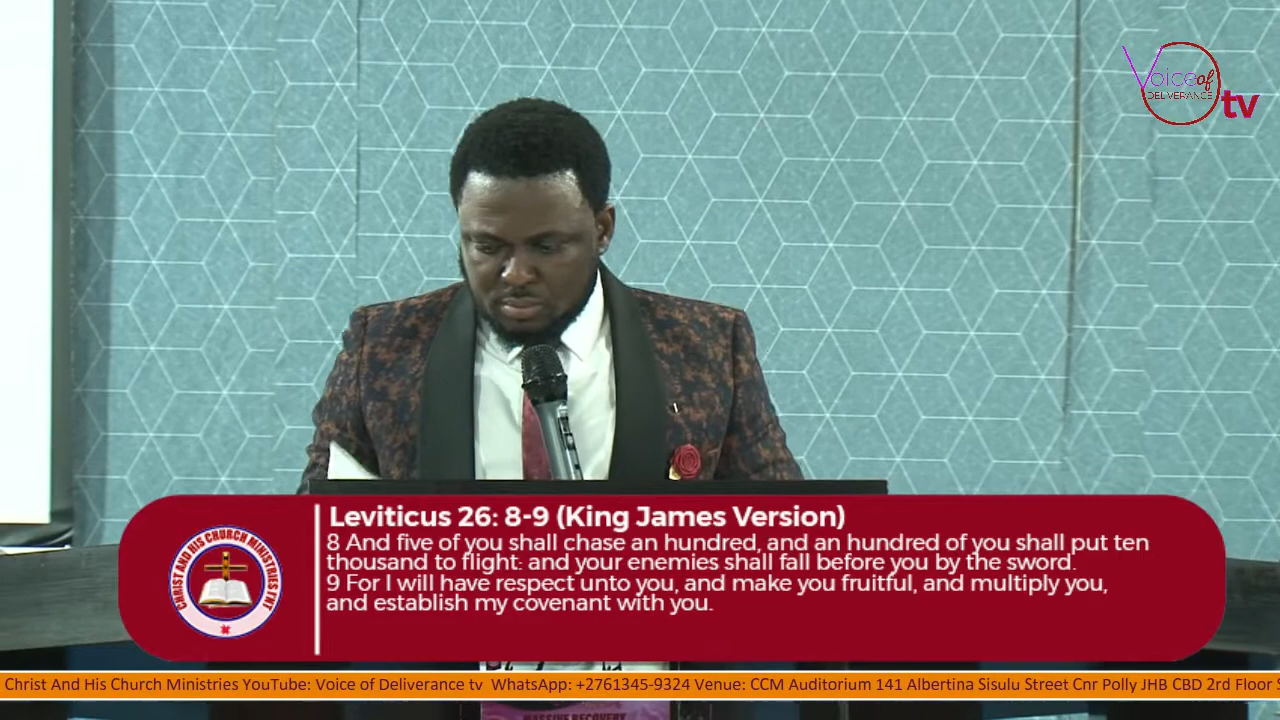 Voice of
DELIVERANCE
tv
Leviticus 26: 8-9 (King James Version)
8 And five of you shall chase an hundred, and an hundred of you shall put ten
thousand to flight: and your enemies shall fall before you by the sword.
9 For I will have respect unto you, and make you fruitful, and multiply you,
and establish my covenant with you.
CHRIST AND HIS CHURCH MINISTRIES INT
Christ And His Church Ministries YouTube: Voice of Deliverance tv WhatsApp: +2761345-9324 Venue: CCM Auditorium 141 Albertina Sisulu Street Cnr Polly JHB CBD 2rd Floor S
MASSIVE RECOVERY